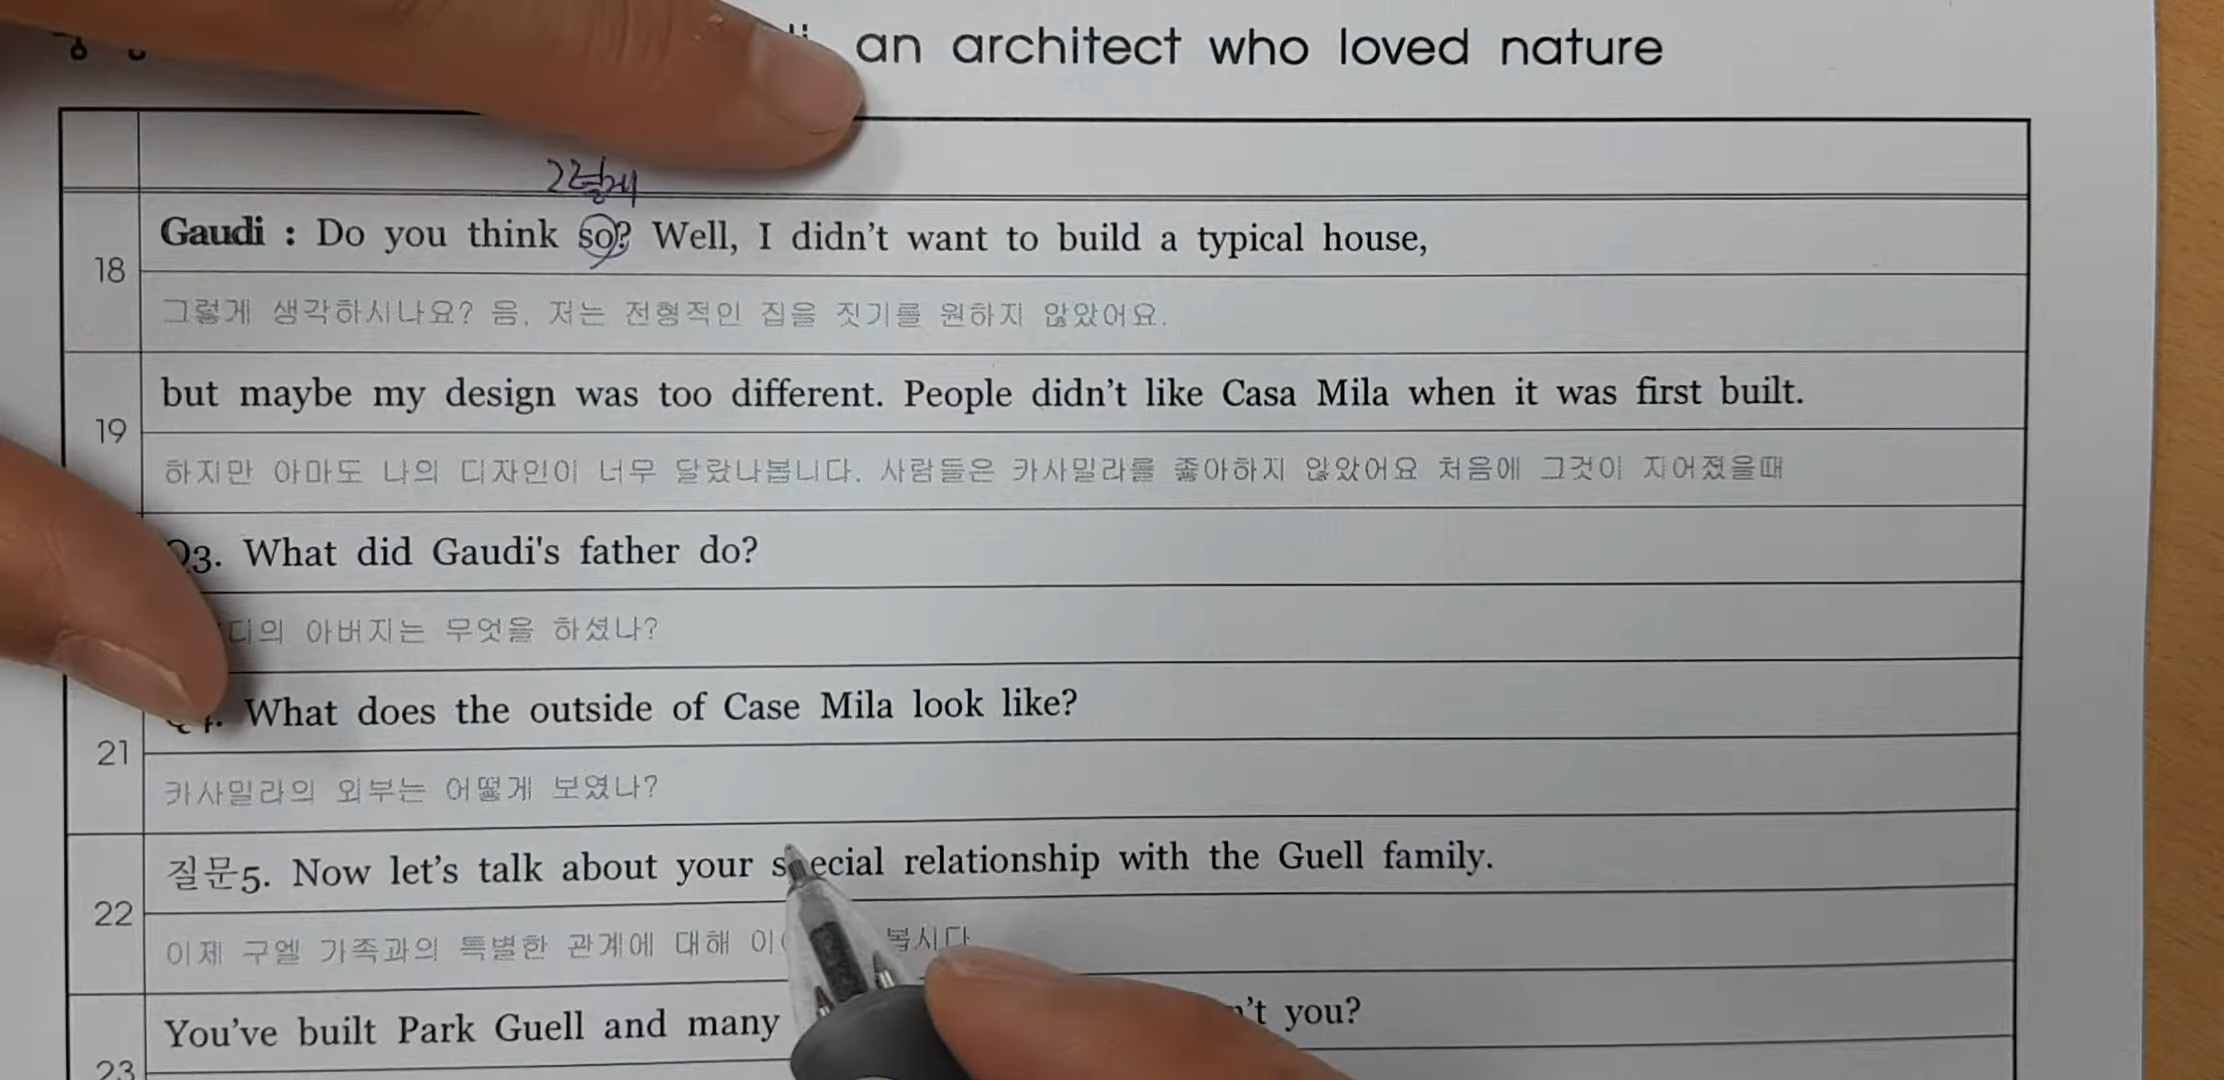 an architect who loved nature
Gaudi : Do you think so? Well, I didn't want to build a typical house,
18
그렇게 생각하시나요? 음, 저는 전형적인 집을 짓기를 원하지 않았어요.
but maybe my design was too different. People didn't like Casa Mila when it was first built.
19
하지만 아마도 나의 디자인이 너무 달랐나봅니다. 사람들은 카사밀라를 좋아하지 않았어요 처음에 그것이 지어졌을때
Q3. What did Gaudi's father do?
디의 아버지는 무엇을 하셨나?
What does the outside of Case Mila look like?
21
카사밀라의 외부는 어떻게 보였나?
질문5. Now let's talk about your special relationship with the Guell family.
22
이제 구엘 가족과의 특별한 관계에 대해 이 봅시다
You've built Park Guell and many 't you?
23